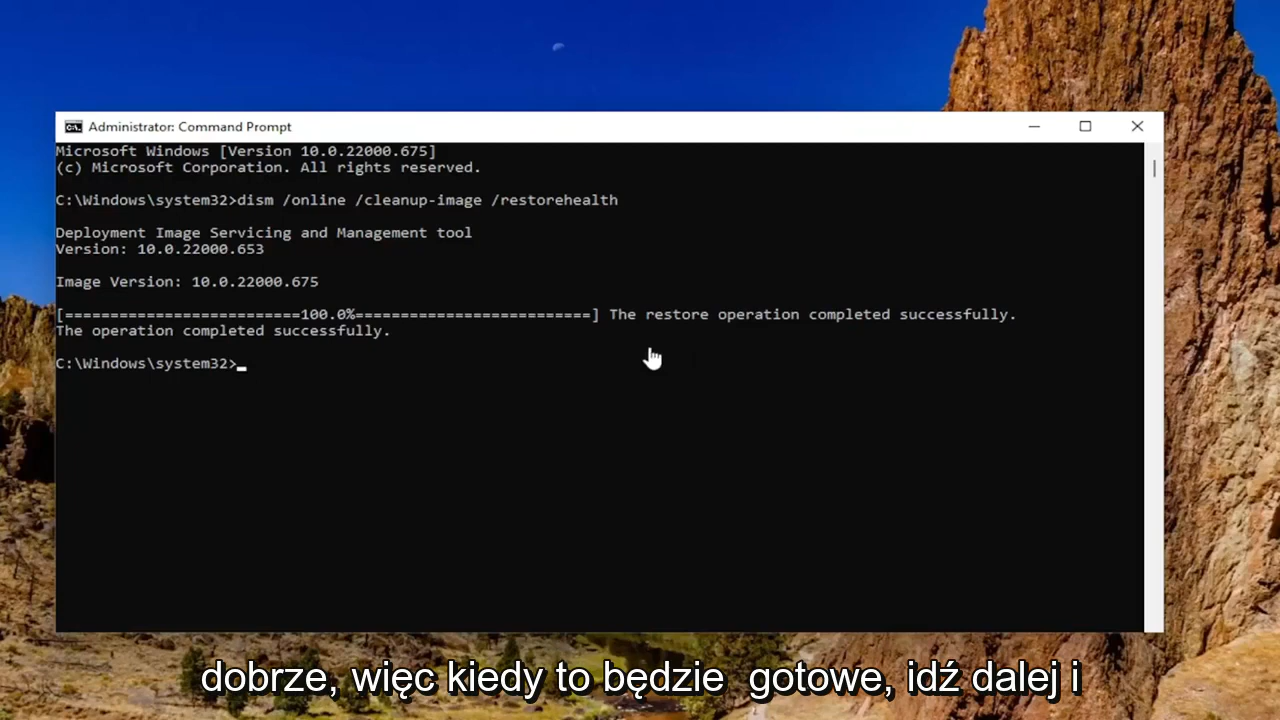 Administrator: Command Prompt
Microsoft Windows [Version 10.0.22000.675]
(c) Microsoft Corporation. All rights reserved.
C:\Windows\system32>dism /online /cleanup-image /restorehealth
Deployment Image Servicing and Management tool
Version: 10.0.22000.653
Image Version: 10.0.22000.675
[==========================100.0%==========================] The restore operation completed successfully.
The operation completed successfully.
C:\Windows\system32>
dobrze, więc kiedy to będzie gotowe, idź dalej i